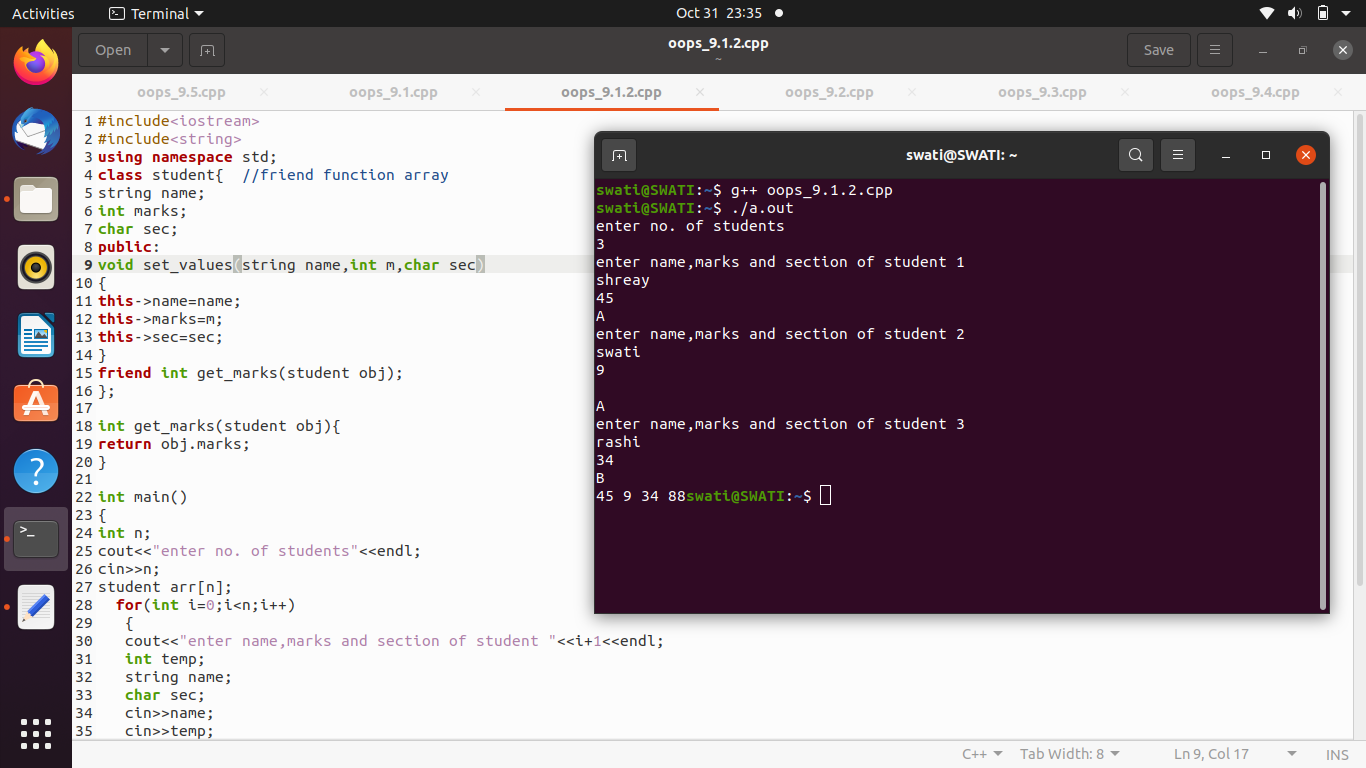 Activities
Terminal
Oct 31 23:35
Open
oops_9.1.2.cpp
~
Save
oops_9.5.cpp
oops_9.1.cpp
oops_9.1.2.cpp
oops_9.2.cpp
oops_9.3.cpp
oops_9.4.cpp
1 #include<iostream>
2 #include<string>
3 using namespace std;
4 class student{  //friend function array
5 string name;
6 int marks;
7 char sec;
8 public:
9 void set_values(string name,int m,char sec)
10 {
11 this->name=name;
12 this->marks=m;
13 this->sec=sec;
14 }
15 friend int get_marks(student obj);
16 };
17
18 int get_marks(student obj){
19 return obj.marks;
20 }
21
22 int main()
23 {
24 int n;
25 cout<<"enter no. of students"<<endl;
26 cin>>n;
27 student arr[n];
28   for(int i=0;i<n;i++)
29    {
30    cout<<"enter name,marks and section of student "<<i+1<<endl;
31    int temp;
32    string name;
33    char sec;
34    cin>>name;
35    cin>>temp;
swati@SWATI: ~
swati@SWATI:~$ g++ oops_9.1.2.cpp
swati@SWATI:~$ ./a.out
enter no. of students
3
enter name,marks and section of student 1
shreay
45
A
enter name,marks and section of student 2
swati
9
A
enter name,marks and section of student 3
rashi
34
B
45 9 34 88swati@SWATI:~$
C++
Tab Width: 8
Ln 9, Col 17
INS